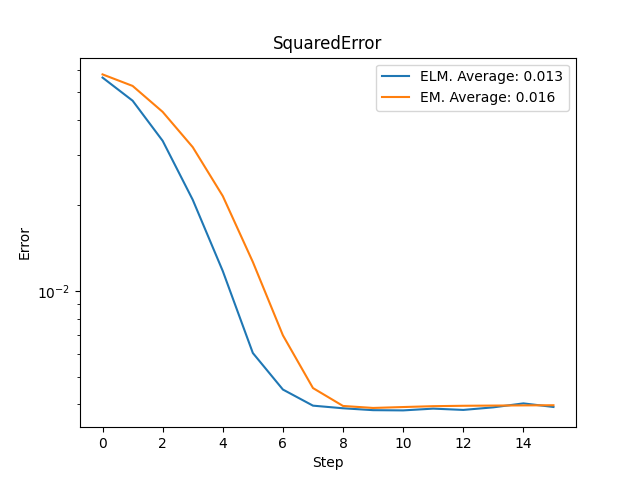 SquaredError
ELM. Average: 0.013
EM. Average: 0.016
Error
10⁻²
0 2 4 6 8 10 12 14
Step